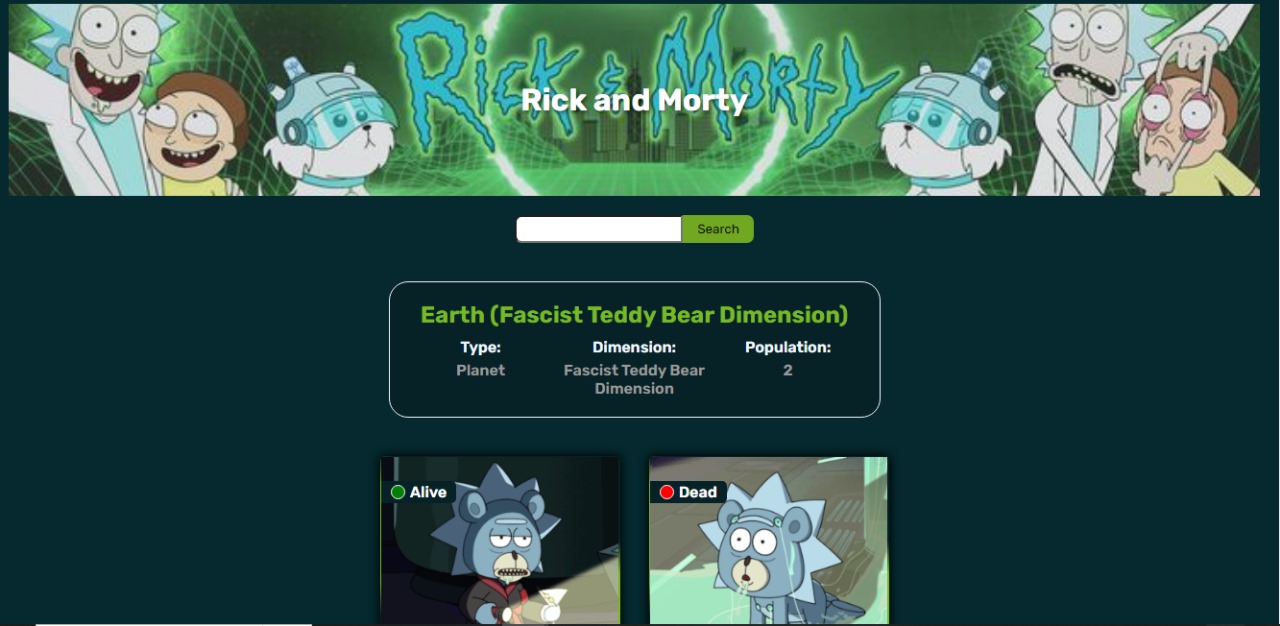 Rick & Morty
Rick and Morty
Search
Earth (Fascist Teddy Bear Dimension)
Type:
Dimension:
Population:
Planet
Fascist Teddy Bear
Dimension
2
Alive
Dead